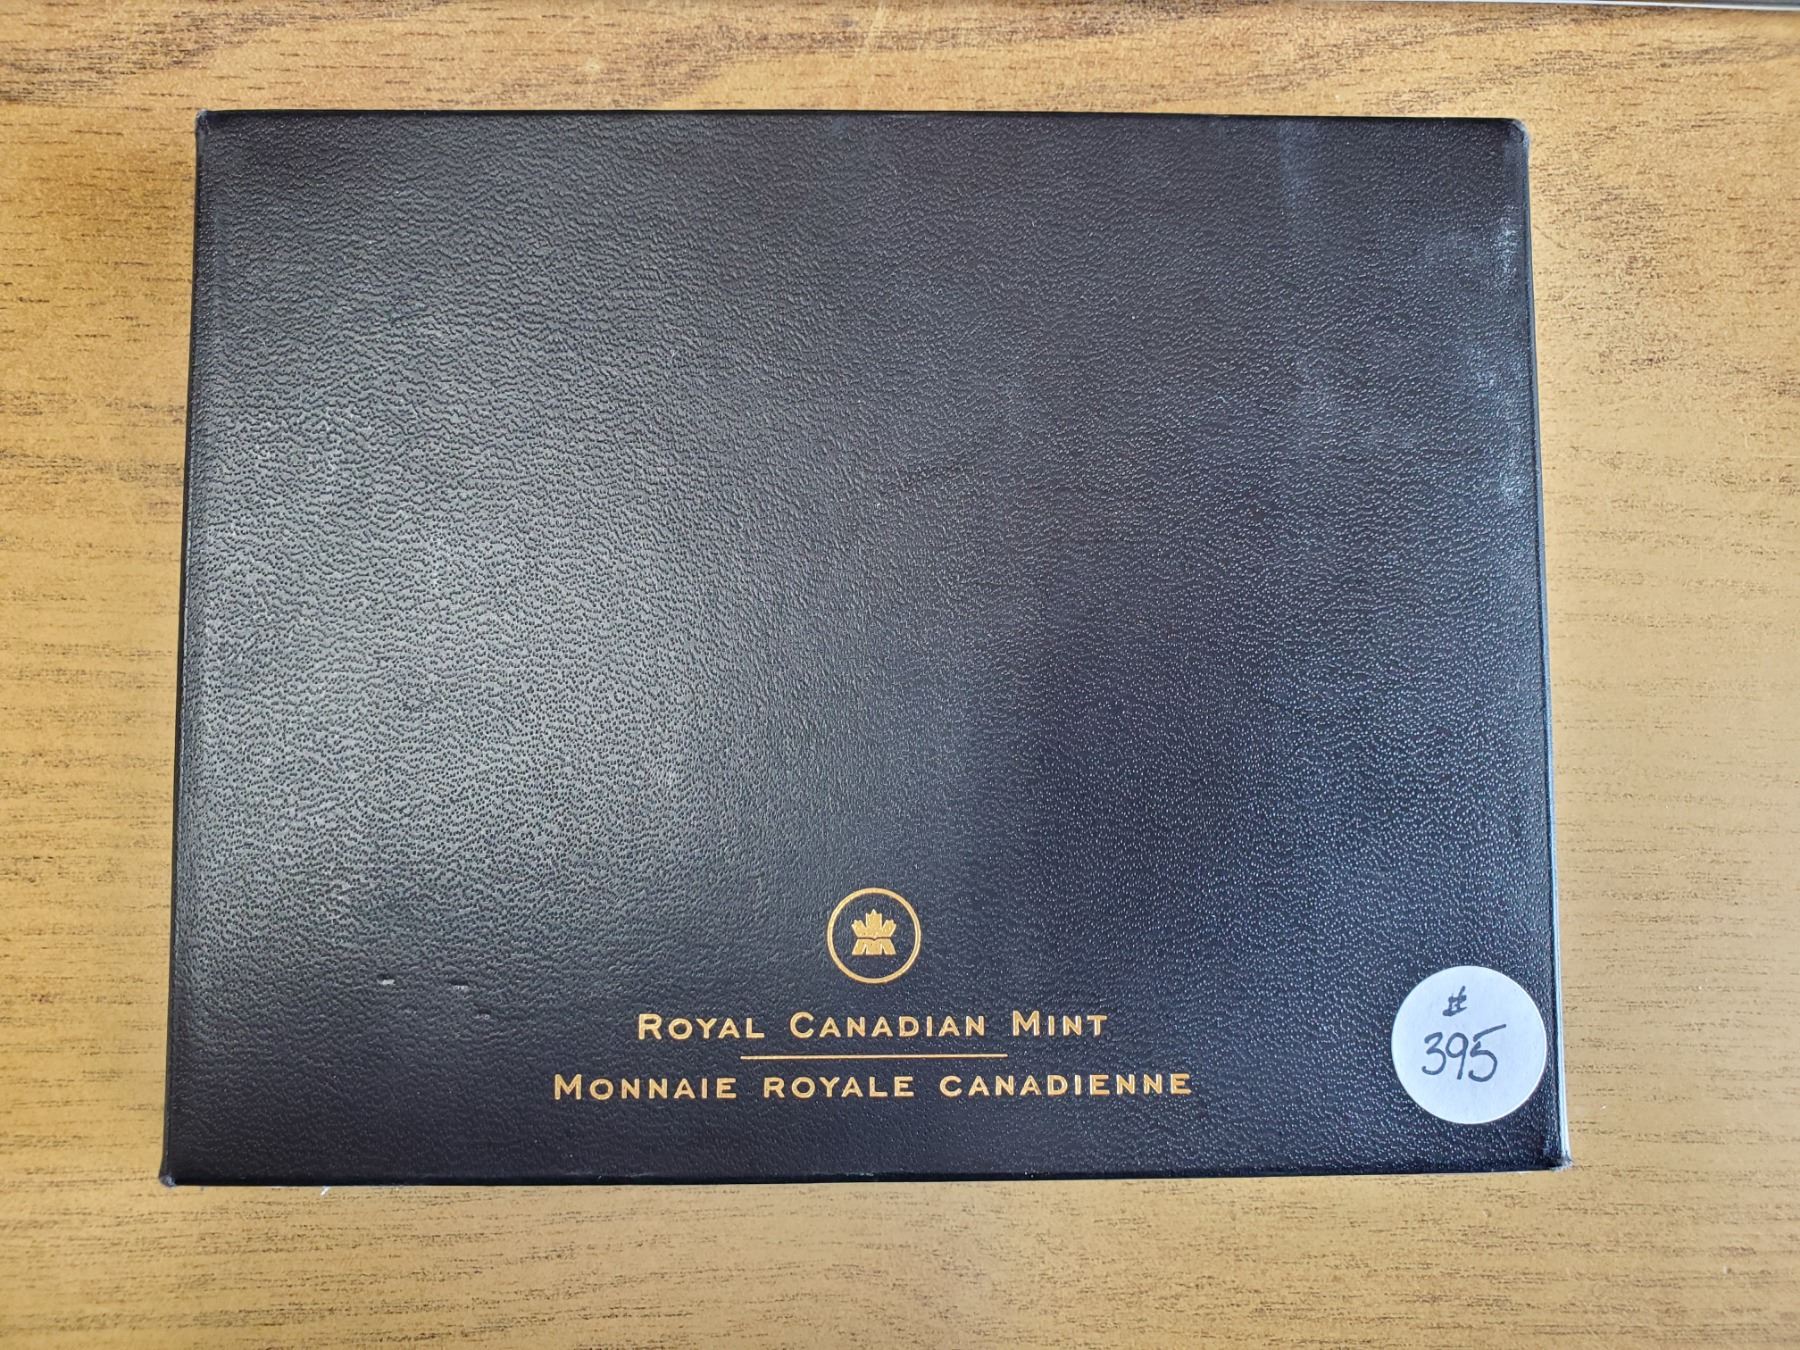 Royal Canadian Mint
Monnaie royale canadienne
#
395